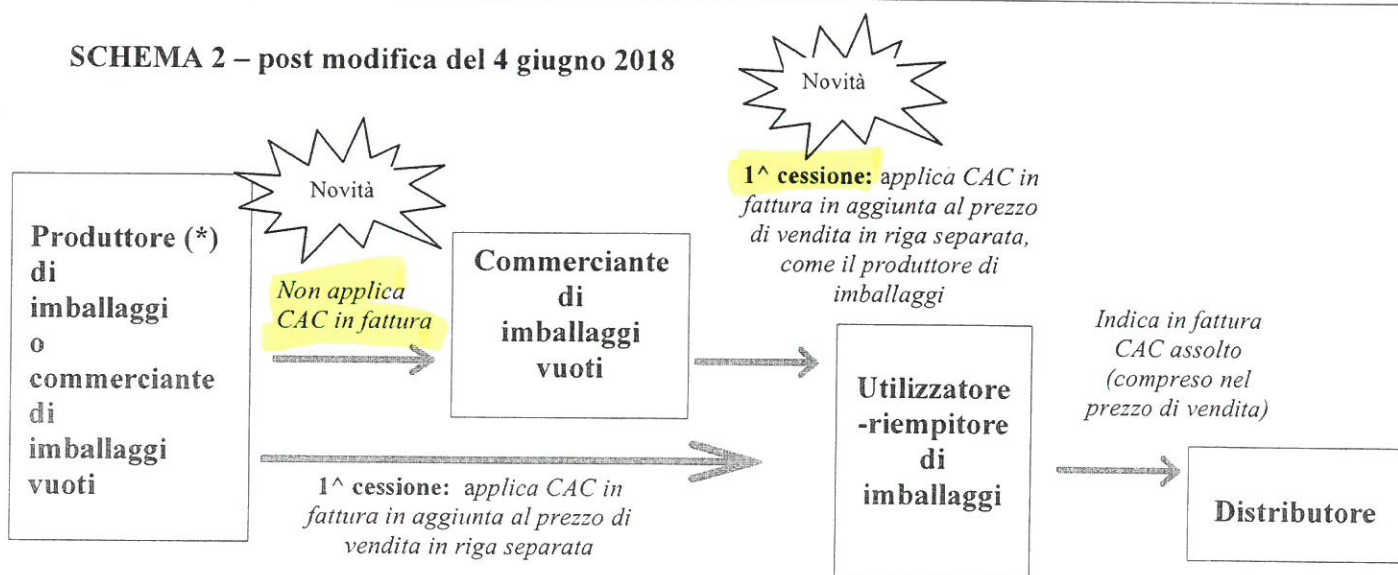 SCHEMA 2 – post modifica del 4 giugno 2018
Novità
Novità
1^ cessione: applica CAC in
fattura in aggiunta al prezzo
di vendita in riga separata,
come il produttore di
imballaggi
Produttore (*)
di
imballaggi
o
commerciante
di
imballaggi
vuoti
Non applica
CAC in fattura
Commerciante
di
imballaggi
vuoti
1^ cessione: applica CAC in
fattura in aggiunta al prezzo di
vendita in riga separata
Utilizzatore
-riempitore
di
imballaggi
Indica in fattura
CAC assolto
(compreso nel
prezzo di vendita)
Distributore